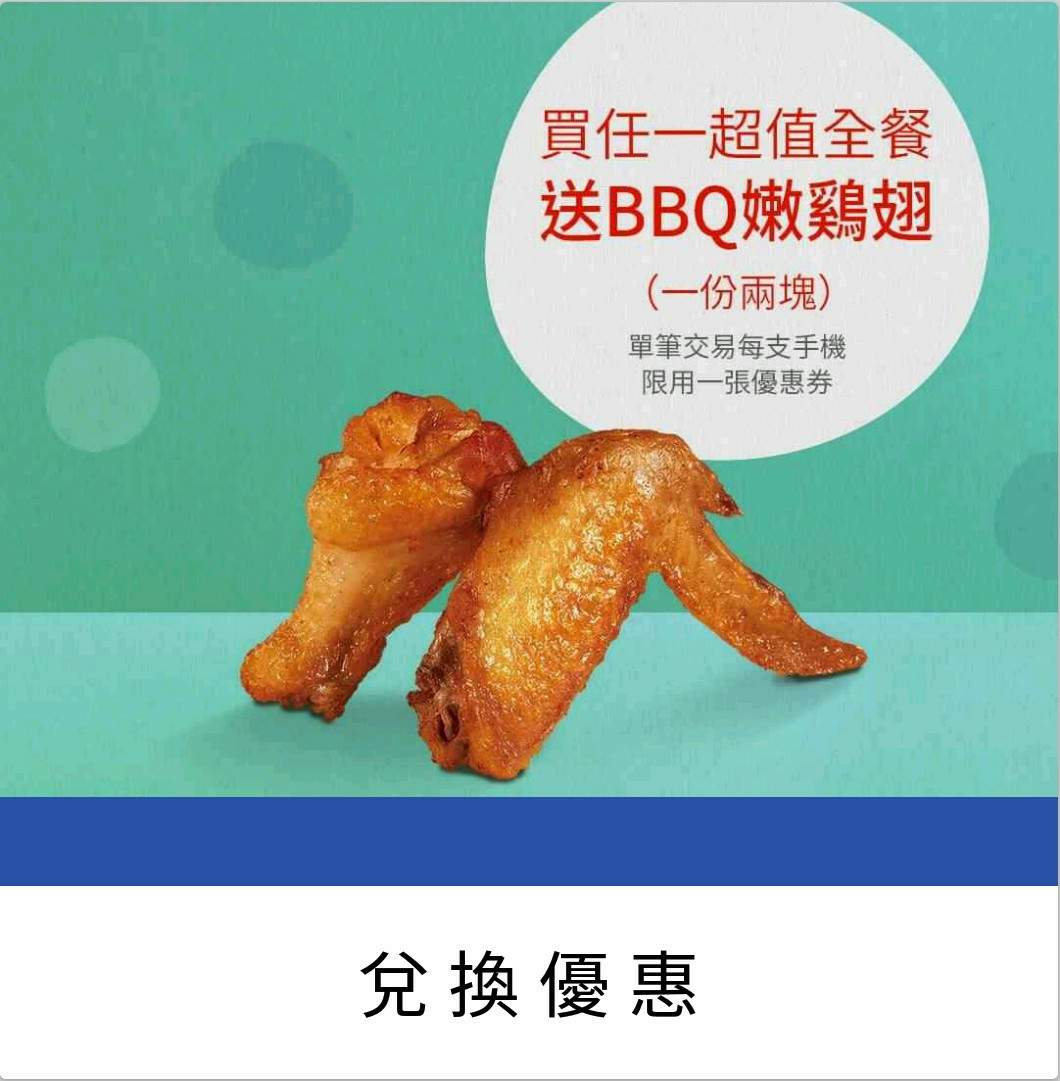 買任一超值全餐
送BBQ嫩鷄翅
（一份兩塊）
單筆交易每支手機
限用一張優惠券
兌換優惠